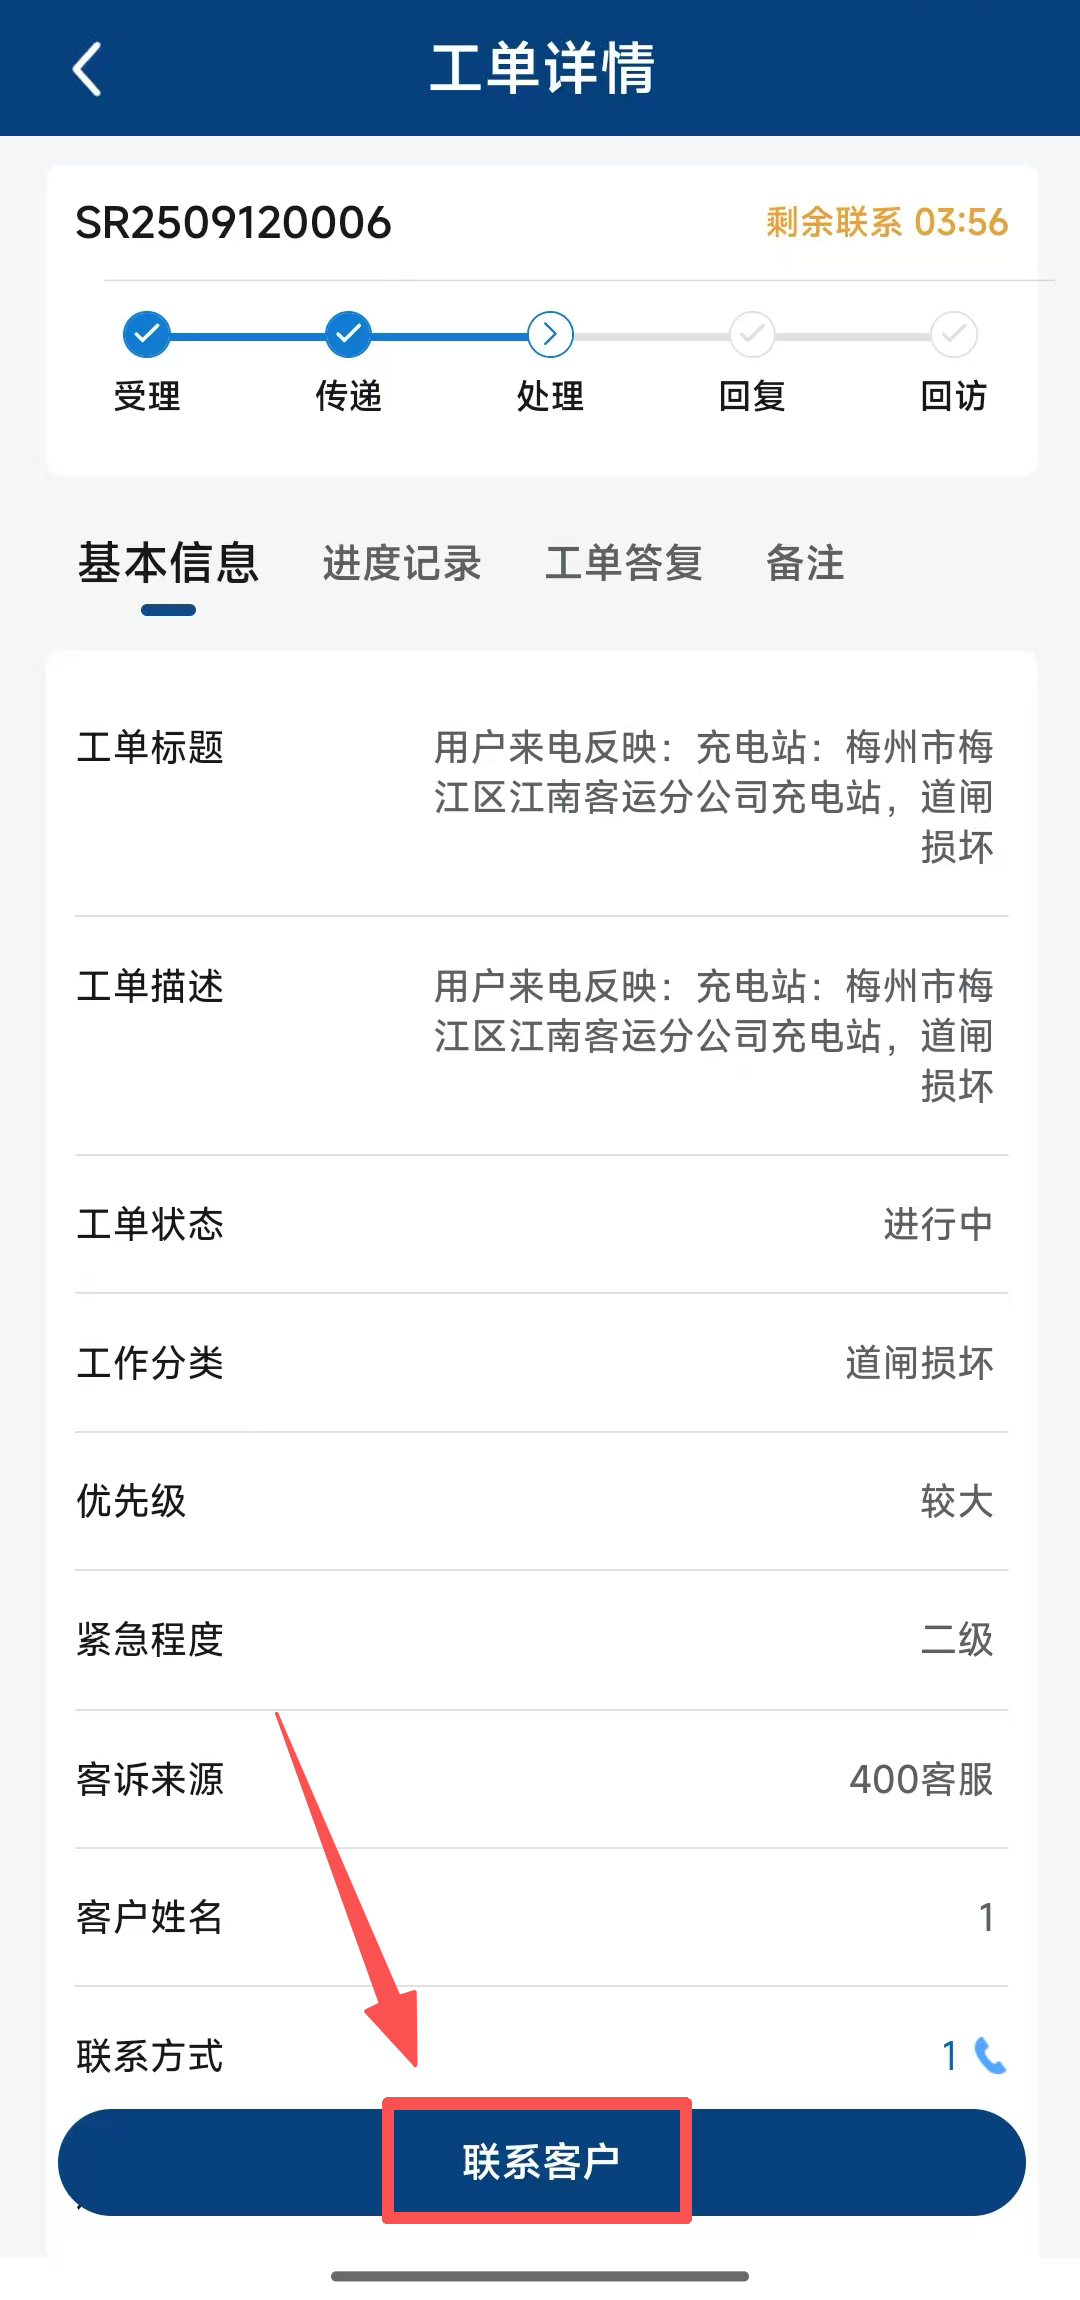 工单详情
SR2509120006
剩余联系 03:56
受理
传递
处理
回复
回访
基本信息
进度记录
工单答复
备注
工单标题
用户来电反映：充电站：梅州市梅
江区江南客运分公司充电站，道闸
损坏
工单描述
用户来电反映：充电站：梅州市梅
江区江南客运分公司充电站，道闸
损坏
工单状态
进行中
工作分类
道闸损坏
优先级
较大
紧急程度
二级
客诉来源
400客服
客户姓名
1
联系方式
1
联系客户